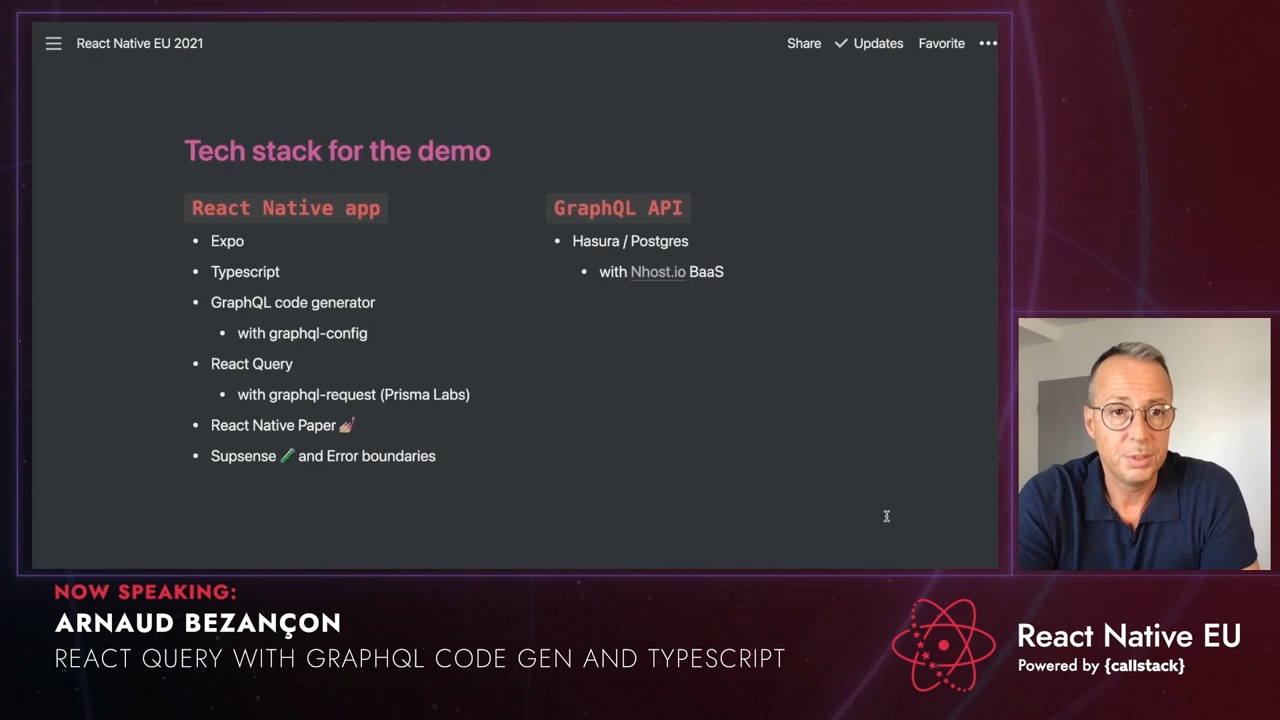 React Native EU 2021
Share
Updates
Favorite
Tech stack for the demo
React Native app
Expo
Typescript
GraphQL code generator
with graphql-config
React Query
with graphql-request (Prisma Labs)
React Native Paper
Supsense and Error boundaries
GraphQL API
Hasura / Postgres
with Nhost.io BaaS
NOW SPEAKING:
ARNAUD BEZANÇON
REACT QUERY WITH GRAPHQL CODE GEN AND TYPESCRIPT
React Native EU
Powered by {callstack}